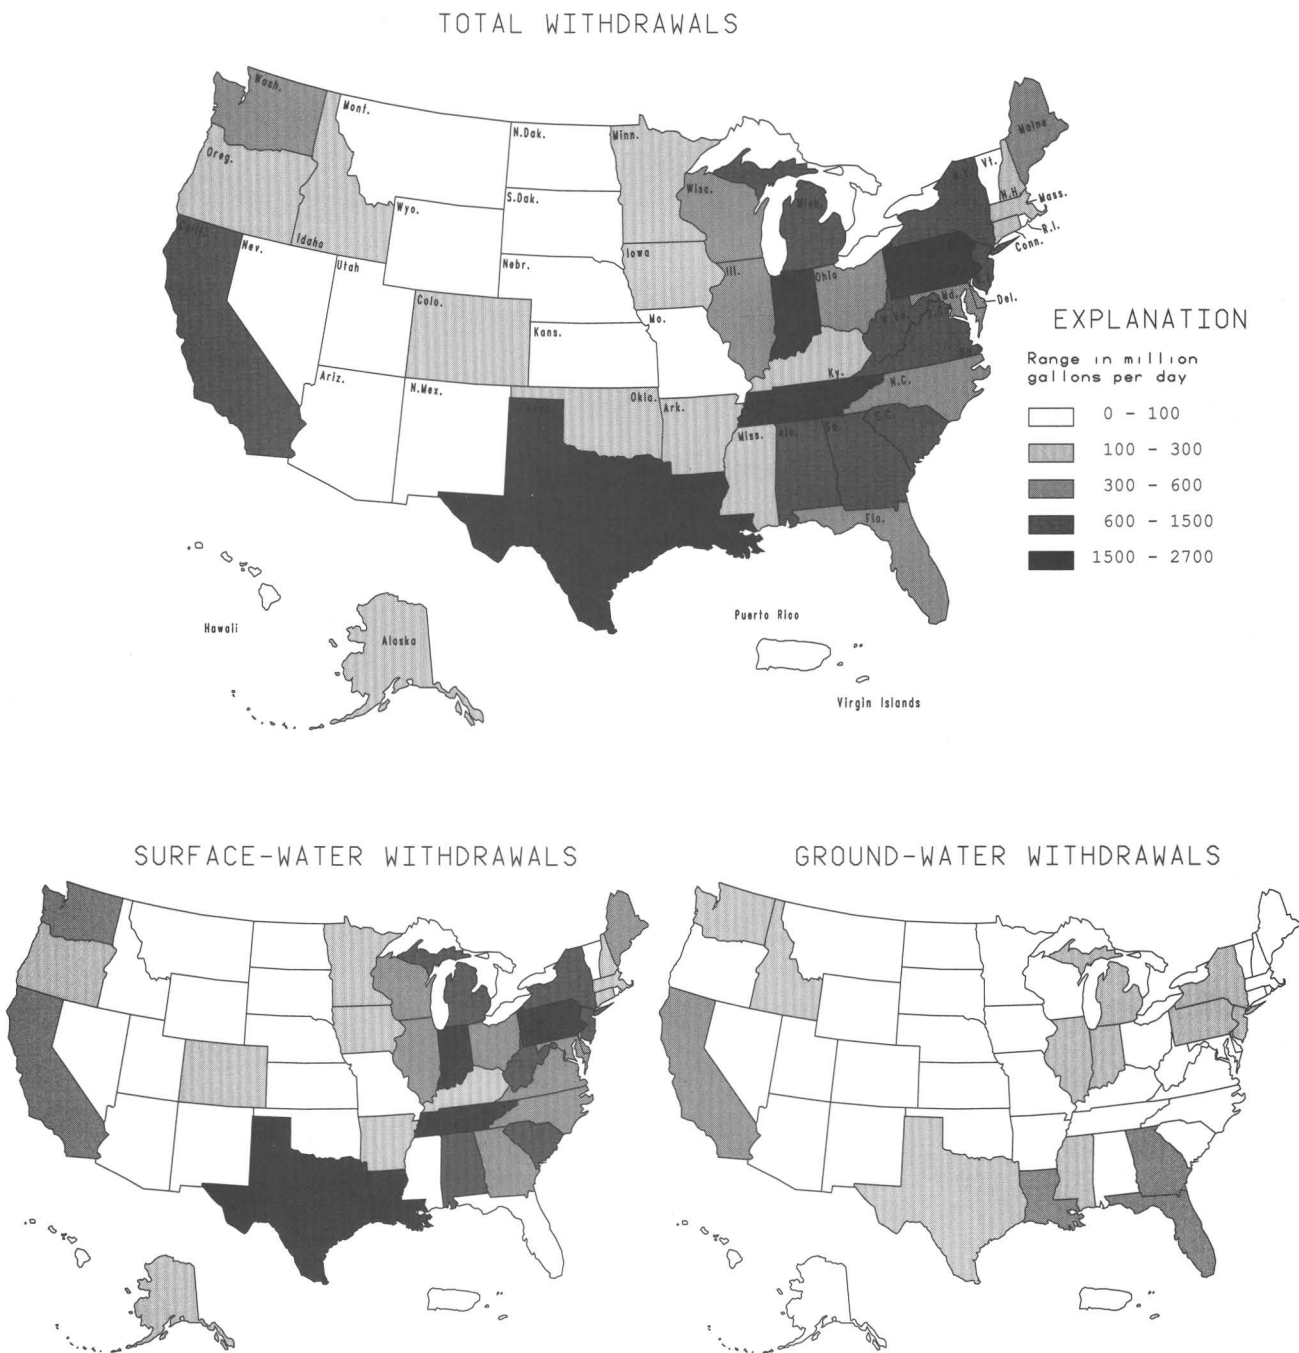 TOTAL WITHDRAWALS
Wash.
Mont.
N.Dak.
Minn.
Maine
Oreg.
Vt.
N.Y.
Wyo.
S.Dak.
Wisc.
Mich.
N.H.
Mass.
R.I.
Conn.
Calif.
Nev.
Idaho
Utah
Nebr.
Iowa
Ill.
Ohio
Md.
Del.
Colo.
Kans.
Mo.
W.Va.
D.C.
Va.
Ky.
Ariz.
N.Mex.
Okla.
Ark.
N.C.
S.C.
Miss.
Ala.
Ga.
Fla.
EXPLANATION
Range in million
gallons per day
0 - 100
100 - 300
300 - 600
600 - 1500
1500 - 2700
Hawaii
Alaska
Puerto Rico
Virgin Islands
SURFACE-WATER WITHDRAWALS
GROUND-WATER WITHDRAWALS